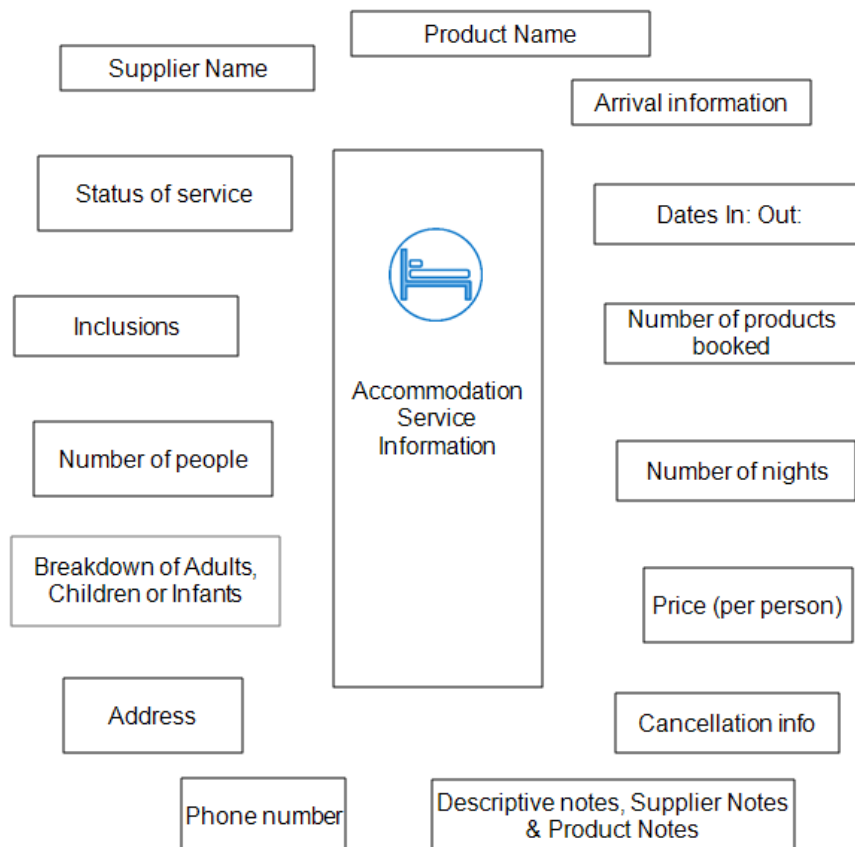 Product Name
Supplier Name
Arrival information
Status of service
Dates In: Out:
Inclusions
Number of products
booked
Accommodation
Service
Information
Number of people
Number of nights
Breakdown of Adults,
Children or Infants
Price (per person)
Address
Cancellation info
Phone number
Descriptive notes, Supplier Notes
& Product Notes